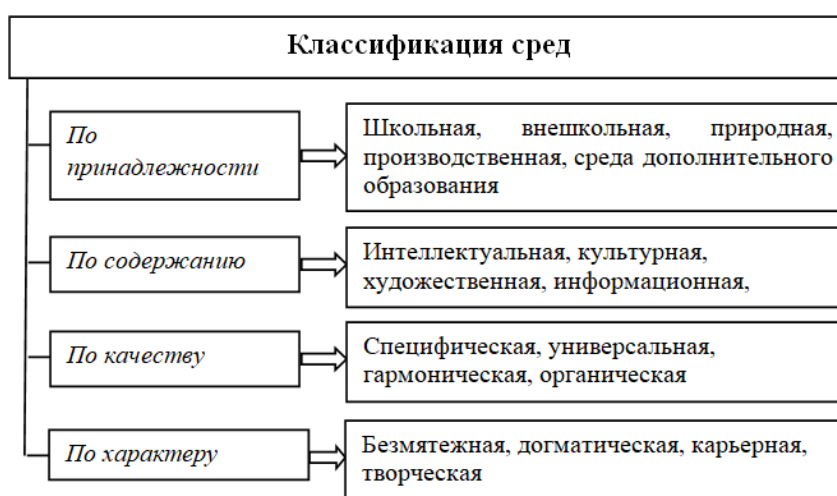 Классификация сред
По
принадлежности
Школьная, внешкольная, природная,
производственная, среда дополнительного
образования
По содержанию
Интеллектуальная, культурная,
художественная, информационная,
По качеству
Специфическая, универсальная,
гармоническая, органическая
По характеру
Безмятежная, догматическая, карьерная,
творческая